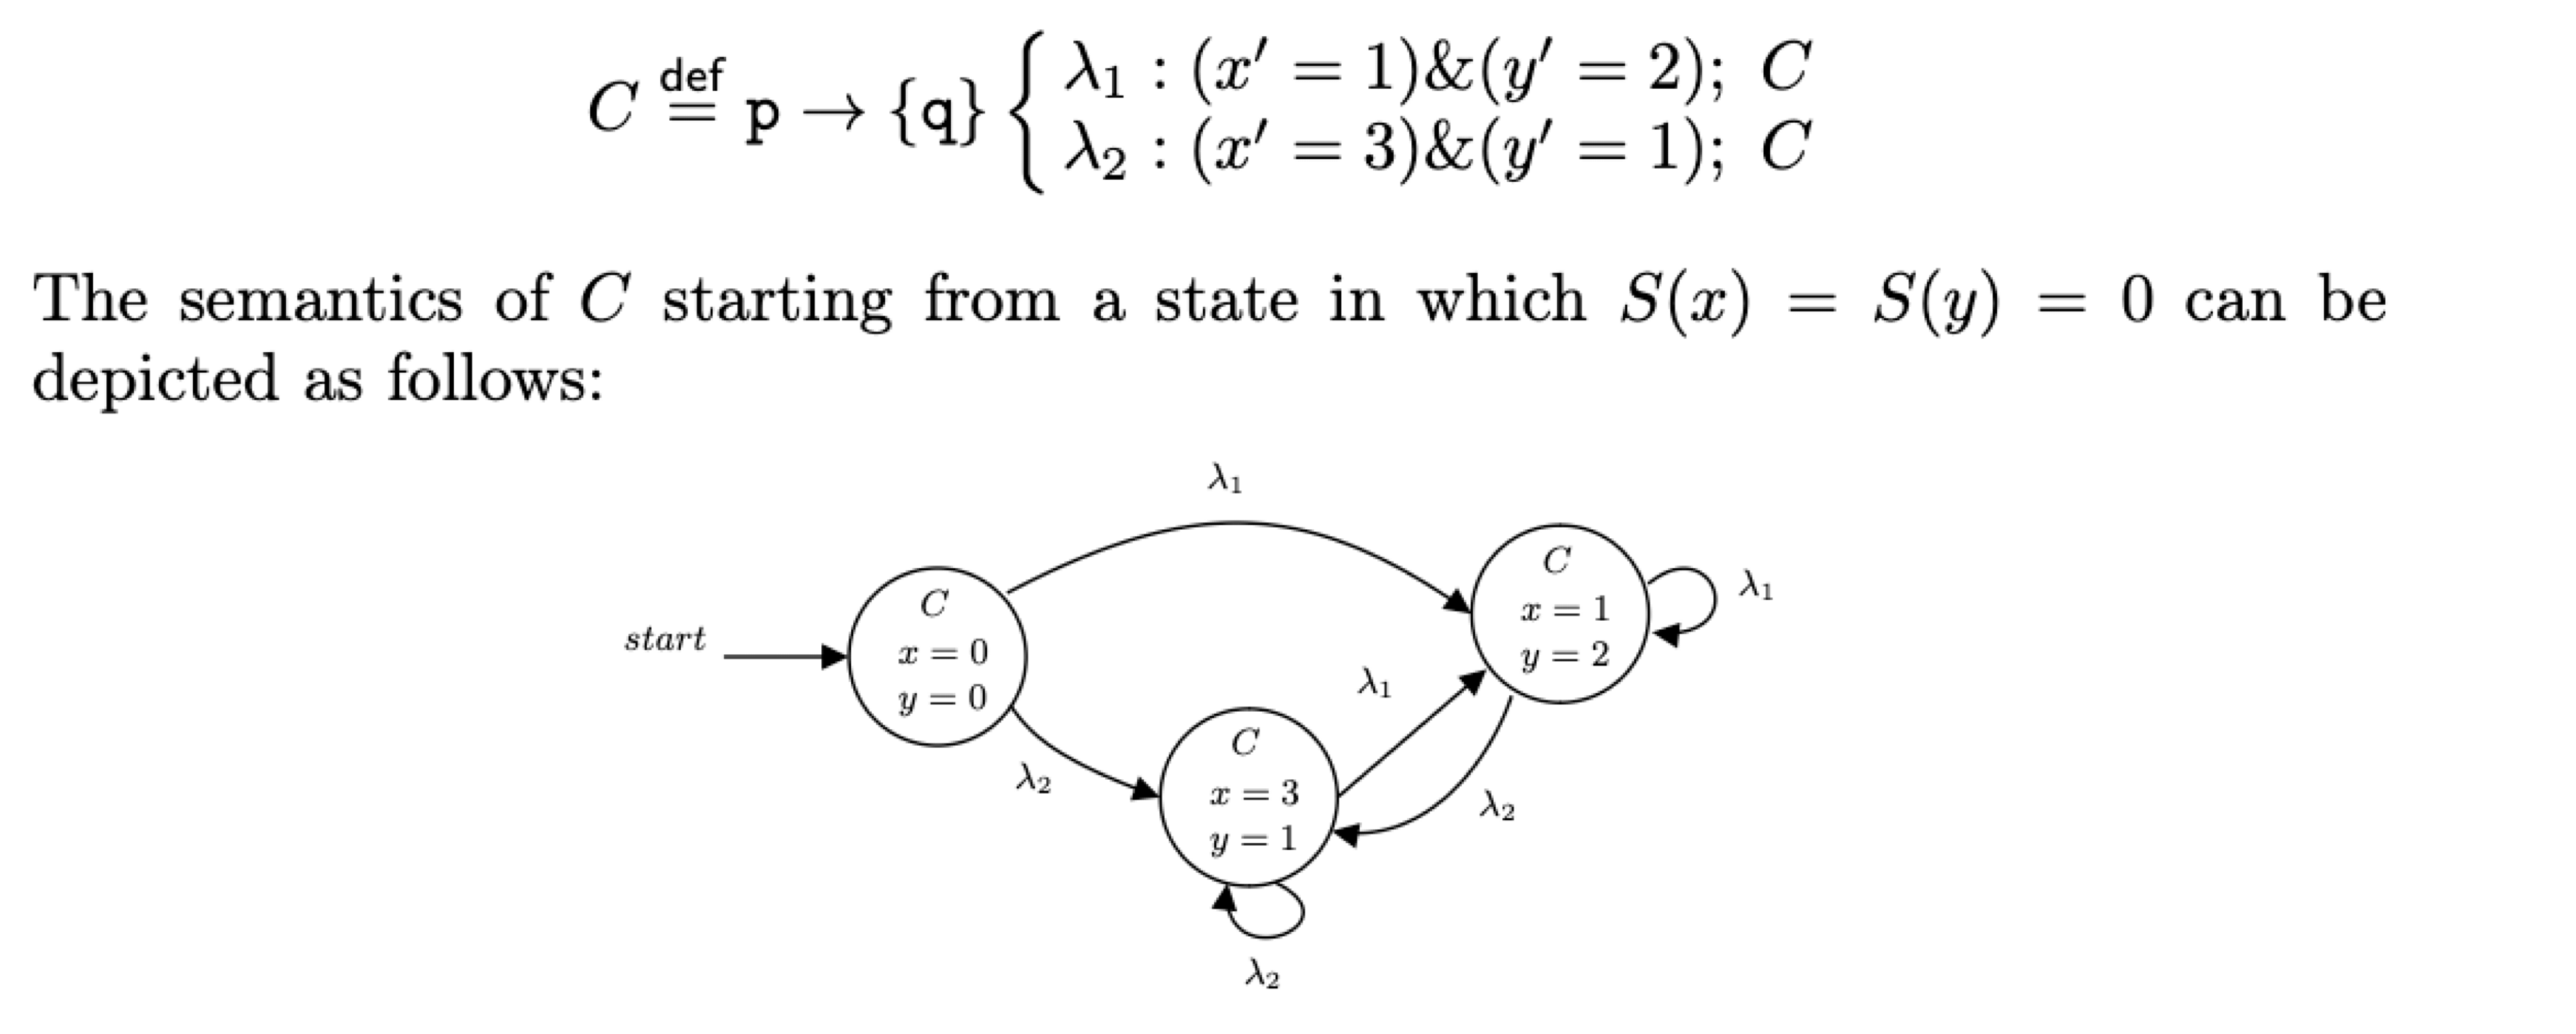 C def= p → {q} { λ1 : (x′ = 1)&(y′ = 2); C
λ2 : (x′ = 3)&(y′ = 1); C
The semantics of C starting from a state in which S(x) = S(y) = 0 can be
depicted as follows:
λ1
C
x = 0
y = 0
start
C
x = 1
y = 2
λ1
λ1
λ2
C
x = 3
y = 1
λ2
λ2